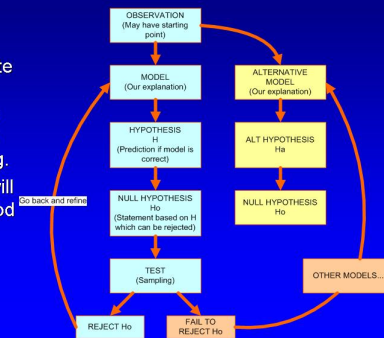 OBSERVATION
(May have starting
point)
MODEL
(Our explanation)
ALTERNATIVE
MODEL
(Our explanation)
HYPOTHESIS
H
(Prediction if model is
correct)
ALT HYPOTHESIS
Ha
NULL HYPOTHESIS
Ho
(Statement based on H
which can be rejected)
NULL HYPOTHESIS
Ho
TEST
(Sampling)
OTHER MODELS...
REJECT Ho
FAIL TO
REJECT Ho
Go back and refine